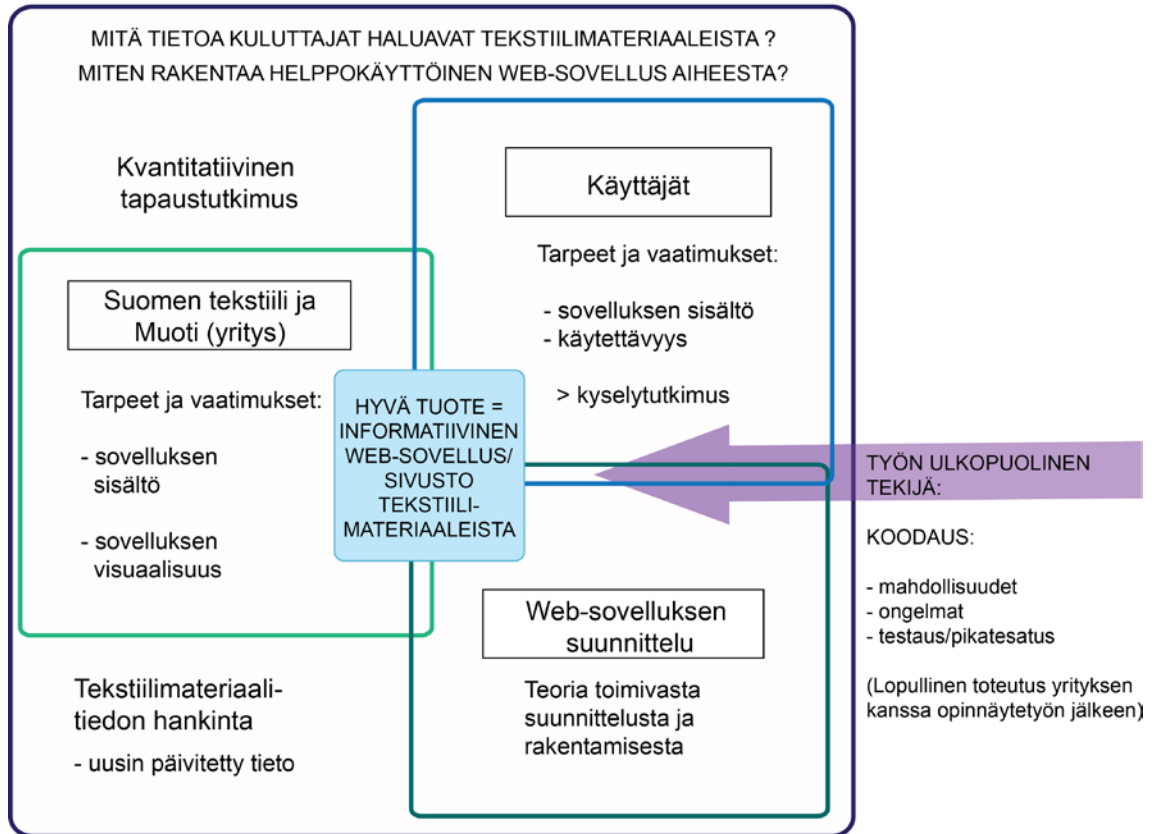 MITÄ TIETOA KULUTTAJAT HALUAVAT TEKSTIILIMATERIAALEISTA ?
MITEN RAKENTAA HELPPOKÄYTTÖINEN WEB-SOVELLUS AIHEESTA?
Kvantitatiivinen
tapaustutkimus
Käyttäjät
Tarpeet ja vaatimukset:
- sovelluksen sisältö
- käytettävyys
> kyselytutkimus
Suomen tekstiili ja
Muoti (yritys)
Tarpeet ja vaatimukset:
- sovelluksen
sisältö
- sovelluksen
visuaalisuus
HYVÄ TUOTE =
INFORMATIIVINEN
WEB-SOVELLUS/
SIVUSTO
TEKSTIILI-
MATERIAALEISTA
TYÖN ULKOPUOLINEN
TEKIJÄ:
KOODAUS:
- mahdollisuudet
- ongelmat
- testaus/pikatesatus
(Lopullinen toteutus yrityksen
kanssa opinnäytetyön jälkeen)
Web-sovelluksen
suunnittelu
Teoria toimivasta
suunnittelusta ja
rakentamisesta
Tekstiilimateriaali-
tiedon hankinta
- uusin päivitetty tieto